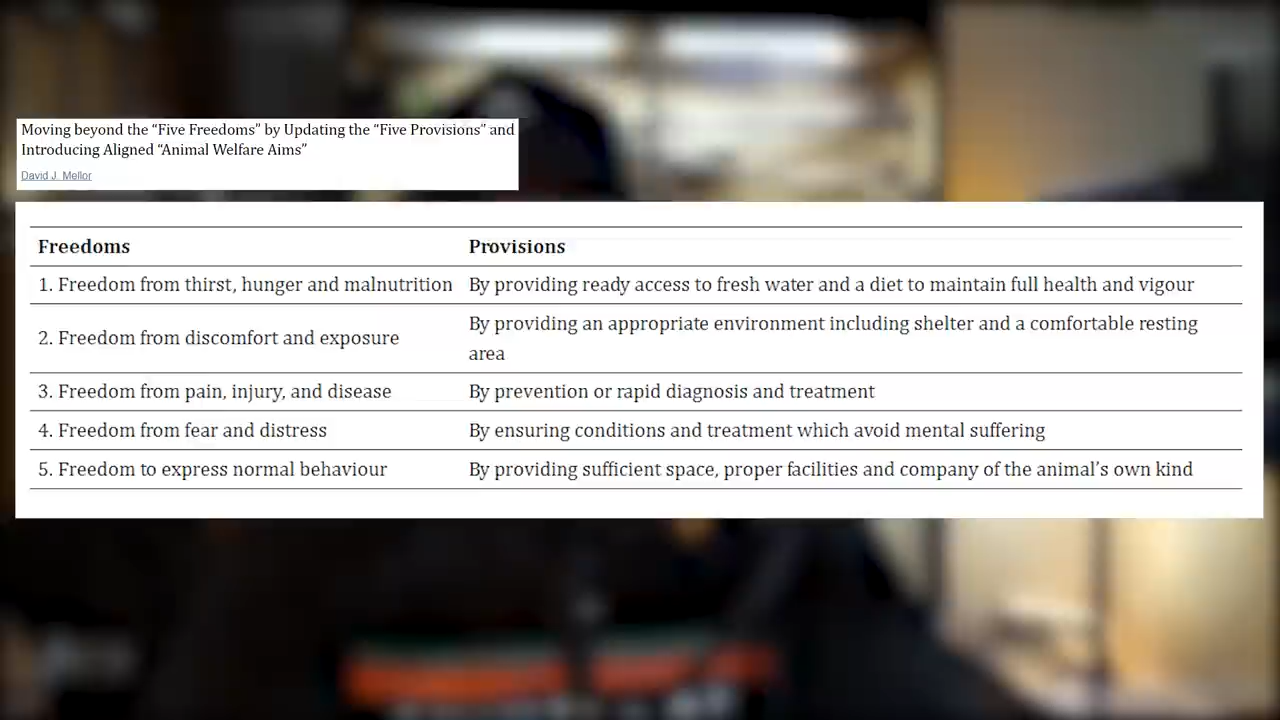 Moving beyond the “Five Freedoms” by Updating the “Five Provisions” and
Introducing Aligned “Animal Welfare Aims”
David J. Mellor
Freedoms Provisions
1. Freedom from thirst, hunger and malnutrition By providing ready access to fresh water and a diet to maintain full health and vigour
2. Freedom from discomfort and exposure By providing an appropriate environment including shelter and a comfortable resting
area
3. Freedom from pain, injury, and disease By prevention or rapid diagnosis and treatment
4. Freedom from fear and distress By ensuring conditions and treatment which avoid mental suffering
5. Freedom to express normal behaviour By providing sufficient space, proper facilities and company of the animal’s own kind